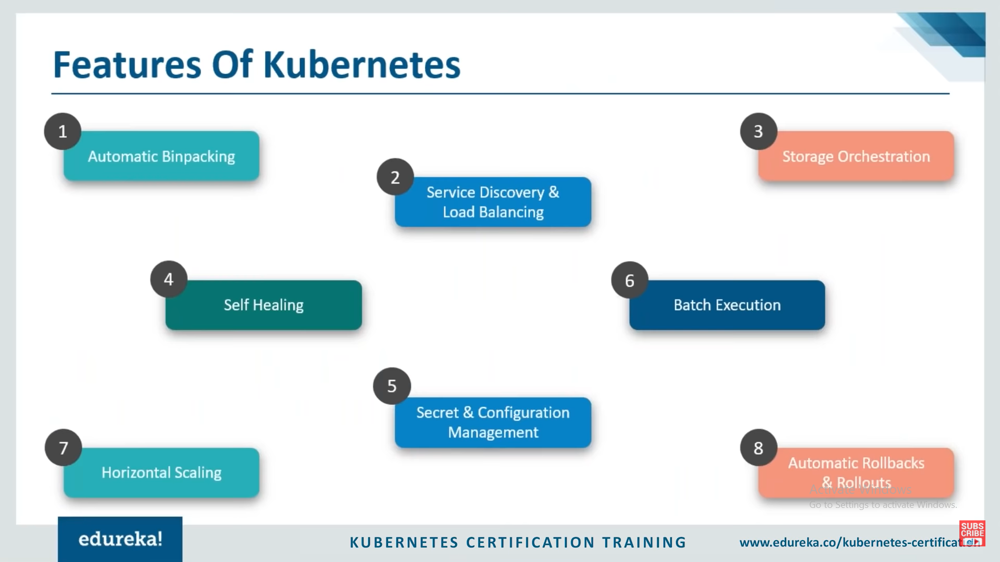 Features Of Kubernetes
1
Automatic Binpacking
2
Service Discovery &
Load Balancing
3
Storage Orchestration
4
Self Healing
5
Secret & Configuration
Management
6
Batch Execution
7
Horizontal Scaling
8
Automatic Rollbacks
& Rollouts
Activate Windows
Go to Settings to activate Windows.
edureka!
KUBERNETES CERTIFICATION TRAINING
www.edureka.co/kubernetes-certificat
SUBS
CRIBE
e!